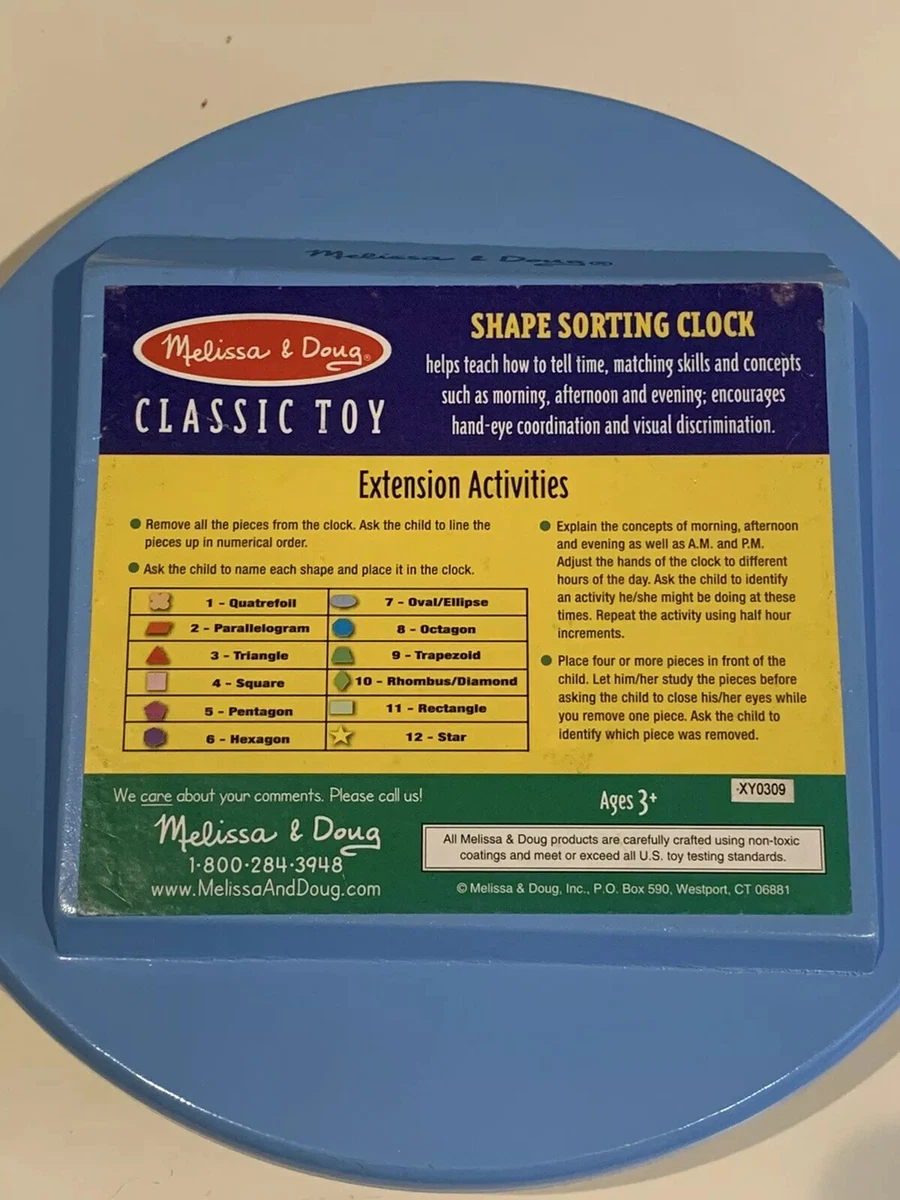 Melissa & Doug®
Melissa & Doug®
CLASSIC TOY
SHAPE SORTING CLOCK
helps teach how to tell time, matching skills and concepts
such as morning, afternoon and evening; encourages
hand-eye coordination and visual discrimination.
Extension Activities
● Remove all the pieces from the clock. Ask the child to line the
pieces up in numerical order.
● Ask the child to name each shape and place it in the clock.
1 - Quatrefoil
2 - Parallelogram
3 - Triangle
4 - Square
5 - Pentagon
6 - Hexagon
7 - Oval/Ellipse
8 - Octagon
9 - Trapezoid
10 - Rhombus/Diamond
11 - Rectangle
12 - Star
● Explain the concepts of morning, afternoon
and evening as well as A.M. and P.M.
Adjust the hands of the clock to different
hours of the day. Ask the child to identify
an activity he/she might be doing at these
times. Repeat the activity using half hour
increments.
● Place four or more pieces in front of the
child. Let him/her study the pieces before
asking the child to close his/her eyes while
you remove one piece. Ask the child to
identify which piece was removed.
We care about your comments. Please call us!
Melissa & Doug
1-800-284-3948
www.MelissaAndDoug.com
Ages 3+
XY0309
All Melissa & Doug products are carefully crafted using non-toxic
coatings and meet or exceed all U.S. toy testing standards.
© Melissa & Doug, Inc., P.O. Box 590, Westport, CT 06881